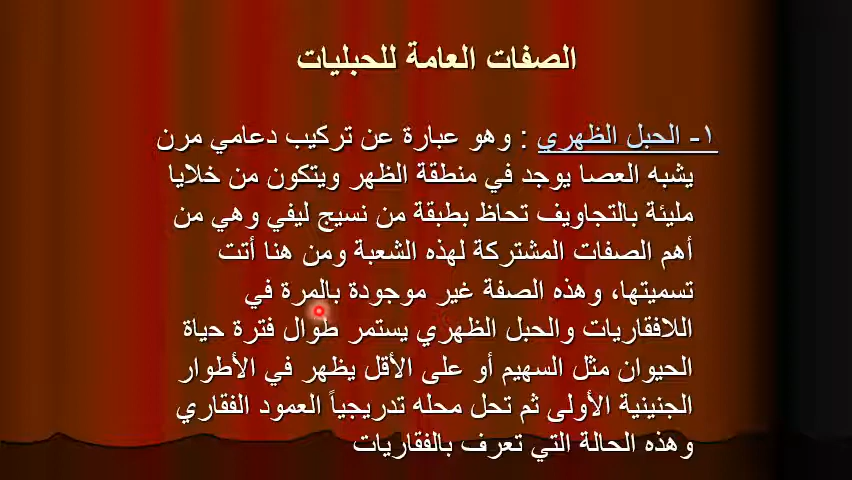 الصفات العامة للحبليات
١- الحبل الظهري : وهو عبارة عن تركيب دعامي مرن
يشبه العصا يوجد في منطقة الظهر ويتكون من خلايا
مليئة بالتجاويف تحاظ بطبقة من نسيج ليفي وهي من
أهم الصفات المشتركة لهذه الشعبة ومن هنا أتت
تسميتها، وهذه الصفة غير موجودة بالمرة في
اللافقاريات والحبل الظهري يستمر طوال فترة حياة
الحيوان مثل السهيم أو على الأقل يظهر في الأطوار
الجنينية الأولى ثم تحل محله تدريجياً العمود الفقاري
وهذه الحالة التي تعرف بالفقاريات